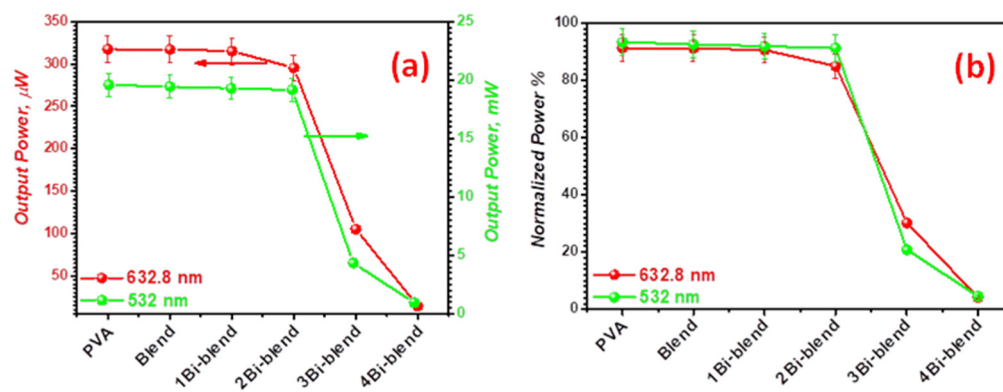 (a)
Output Power, μW
350
300
250
200
150
100
50
Output Power, mW
25
20
15
10
5
0
632.8 nm
532 nm
PVA
Blend
1Bi-blend
2Bi-blend
3Bi-blend
4Bi-blend
(b)
Normalized Power %
100
80
60
40
20
0
632.8 nm
532 nm
PVA
Blend
1Bi-blend
2Bi-blend
3Bi-blend
4Bi-blend